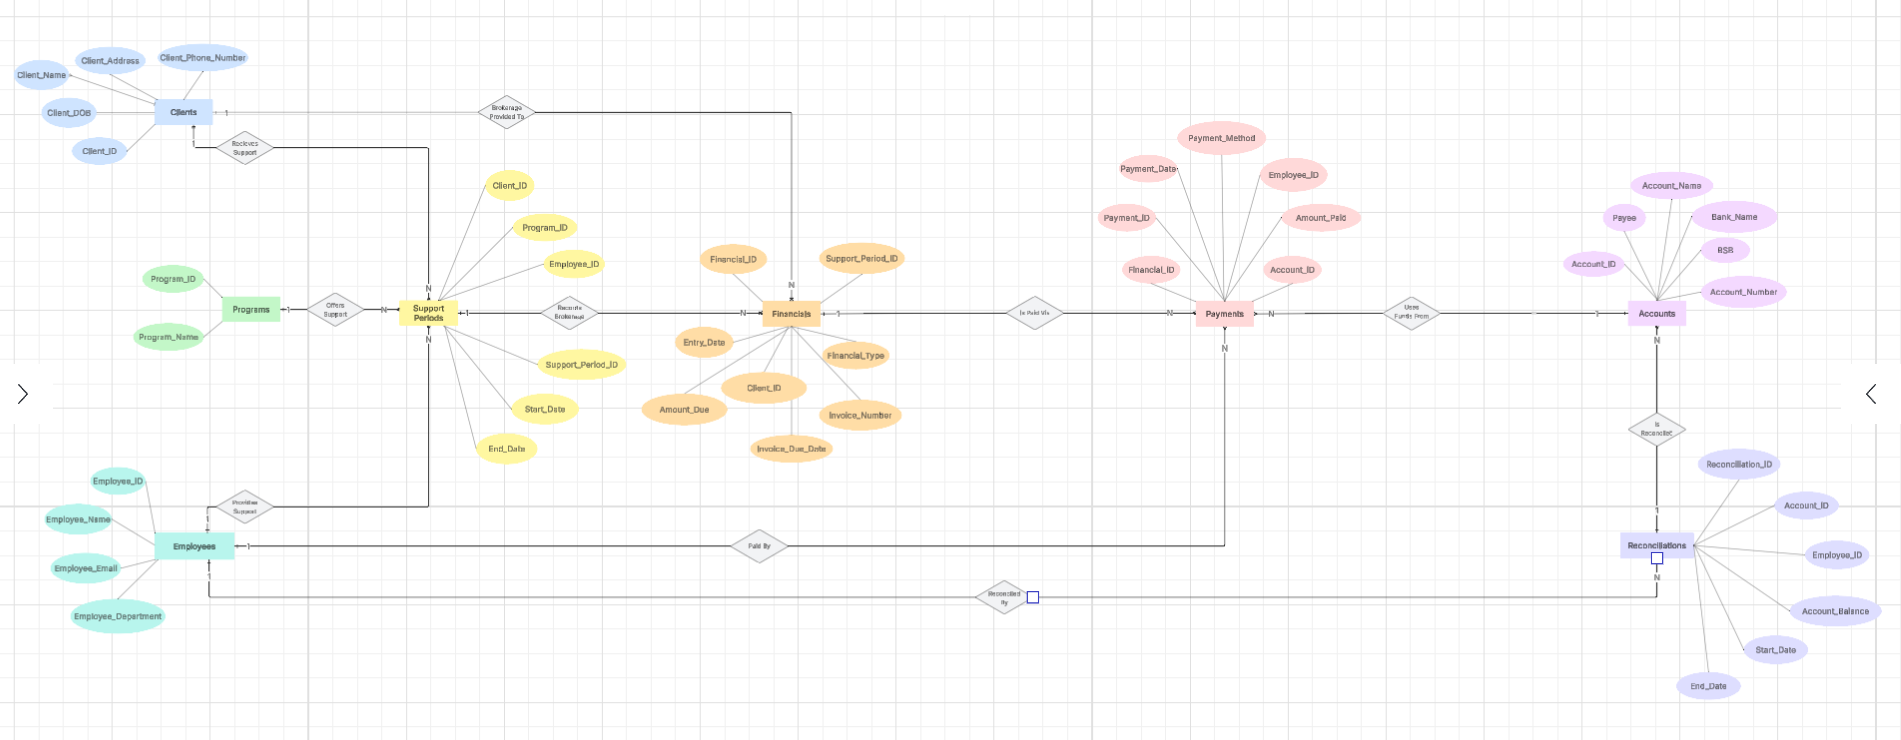 Client_Phone_Number
Client_Address
Client_Name
Client_DOB
Clients
1
Brokerage
Provided To
Client_ID
1
Recieves
Support
Payment_Method
Payment_Date
Employee_ID
Client_ID
Account_Name
Program_ID
Payment_ID
Amount_Paid
Payee
Bank_Name
Employee_ID
Financial_ID
Support_Period_ID
Financial_ID
Account_ID
Account_ID
BSB
Program_ID
N
N
Account_Number
Programs
1
Offers
Support
N
Support
Periods
1
Brokerage
N
Financials
1
Is Paid Via
N
Payments
N
Uses
Funds From
1
Accounts
Program_Name
N
Entry_Date
Financial_Type
N
N
Support_Period_ID
Client_ID
Start_Date
Amount_Due
Invoice_Number
Is
End_Date
Invoice_Due_Date
Reconciliation_ID
Employee_ID
Provides
Support
Account_ID
Employee_Name
1
1
Employees
1
Paid By
Reconciliations
Employee_ID
Employee_Email
1
N
Reconciled
By
Employee_Department
Account_Balance
Start_Date
End_Date